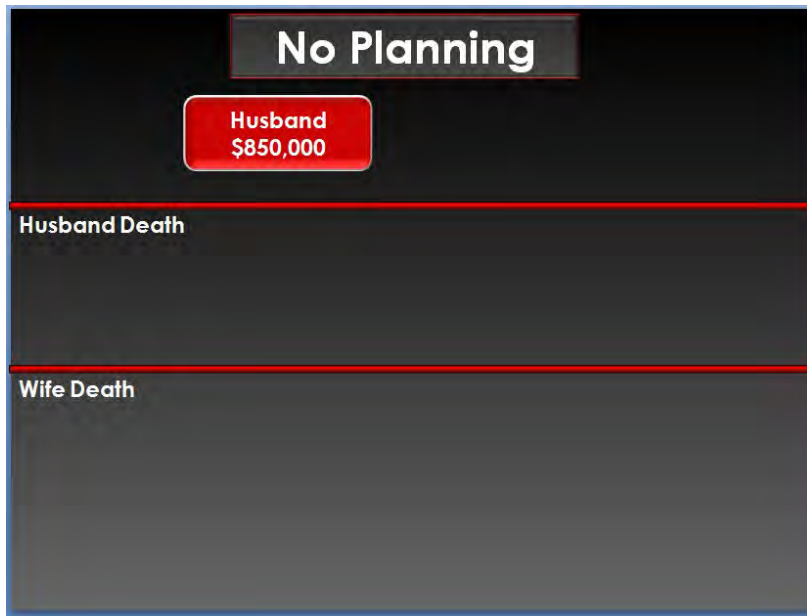 No Planning
Husband
$850,000
Husband Death
Wife Death